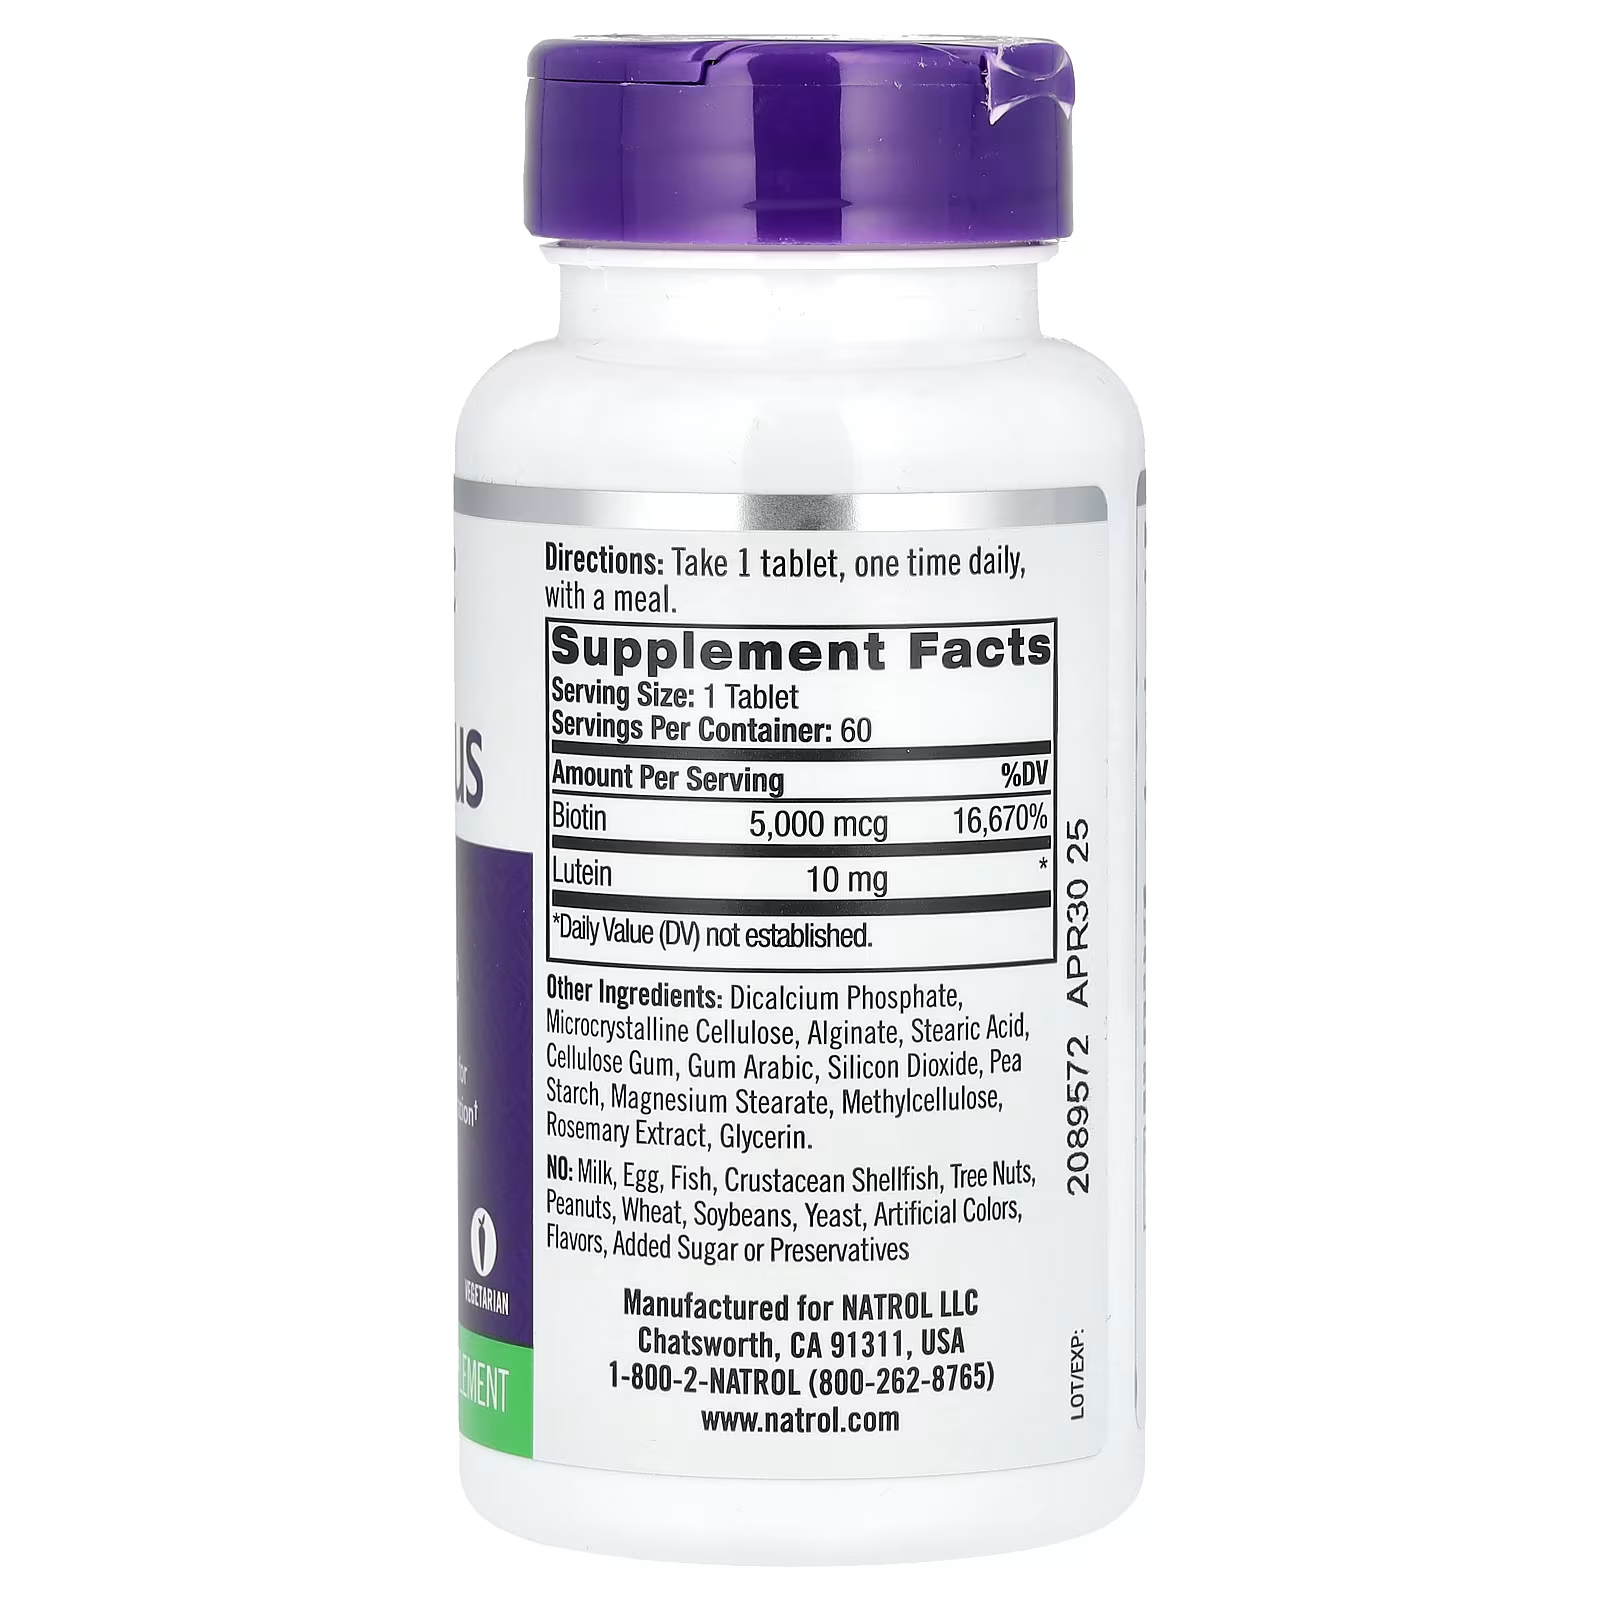 Directions: Take 1 tablet, one time daily,
with a meal.
Supplement Facts
Serving Size: 1 Tablet
Servings Per Container: 60
Amount Per Serving %DV
Biotin 5,000 mcg 16,670%
Lutein 10 mg *
*Daily Value (DV) not established.
Other Ingredients: Dicalcium Phosphate,
Microcrystalline Cellulose, Alginate, Stearic Acid,
Cellulose Gum, Gum Arabic, Silicon Dioxide, Pea
Starch, Magnesium Stearate, Methylcellulose,
Rosemary Extract, Glycerin.
NO: Milk, Egg, Fish, Crustacean Shellfish, Tree Nuts,
Peanuts, Wheat, Soybeans, Yeast, Artificial Colors,
Flavors, Added Sugar or Preservatives
Manufactured for NATROL LLC
Chatsworth, CA 91311, USA
1-800-2-NATROL (800-262-8765)
www.natrol.com
LOT/EXP:
2089572 APR30 25
us
for
VEGETARIAN